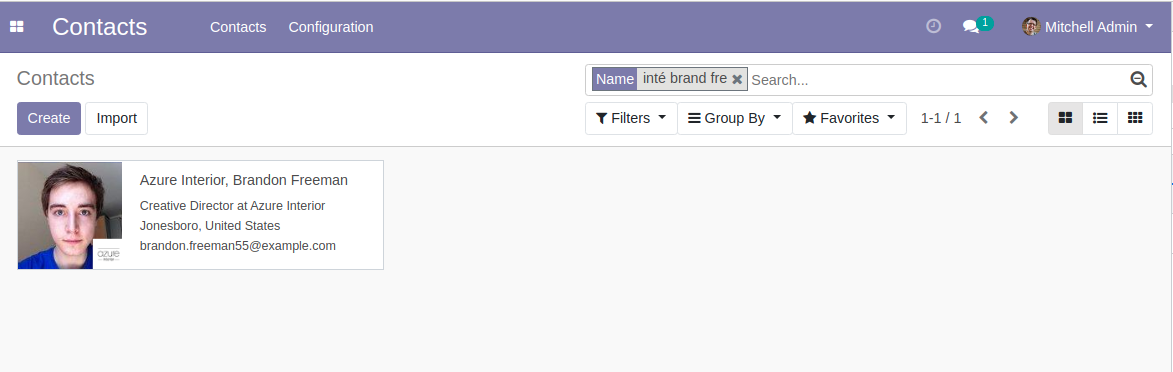 Contacts Contacts Configuration 1 Mitchell Admin
Contacts Name inté brand fre Search...
Create Import Filters Group By Favorites 1-1 / 1
Azure Interior, Brandon Freeman
Creative Director at Azure Interior
Jonesboro, United States
brandon.freeman55@example.com
azure